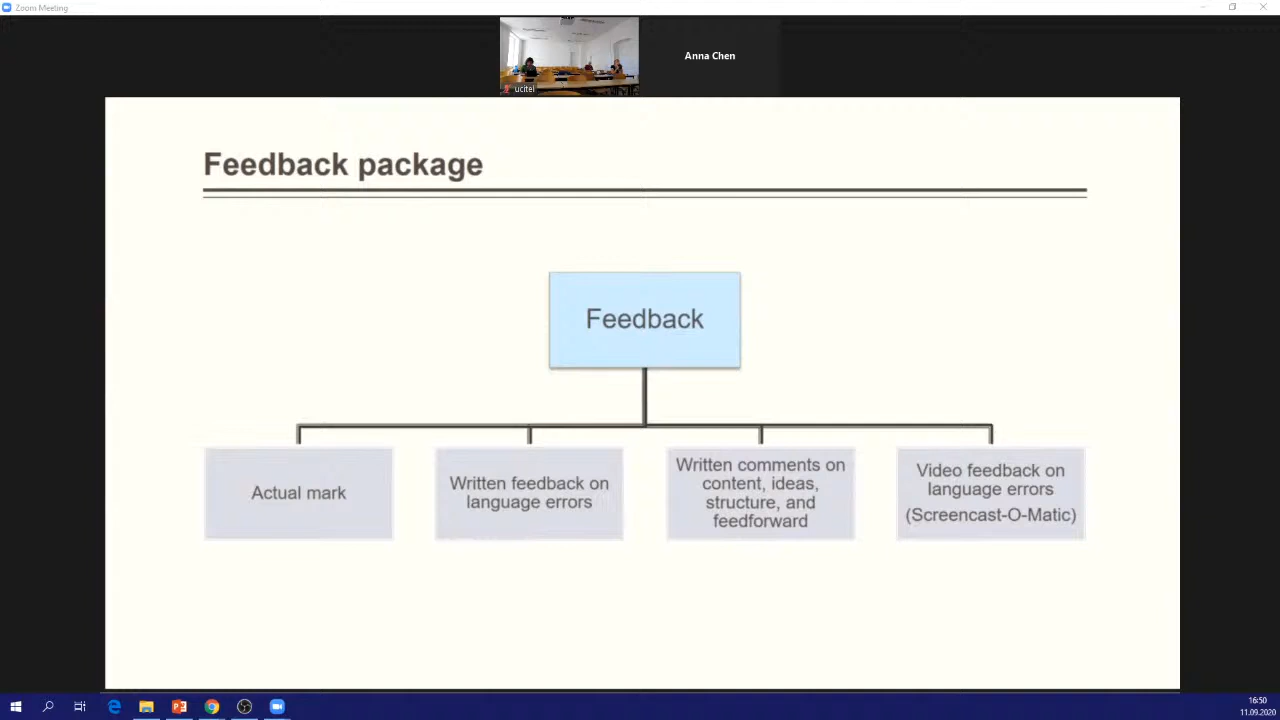 Zoom Meeting
Anna Chen
ucitel
Feedback package
Feedback
Actual mark
Written feedback on
language errors
Written comments on
content, ideas,
structure, and
feedforward
Video feedback on
language errors
(Screencast-O-Matic)
16:50
11.09.2020